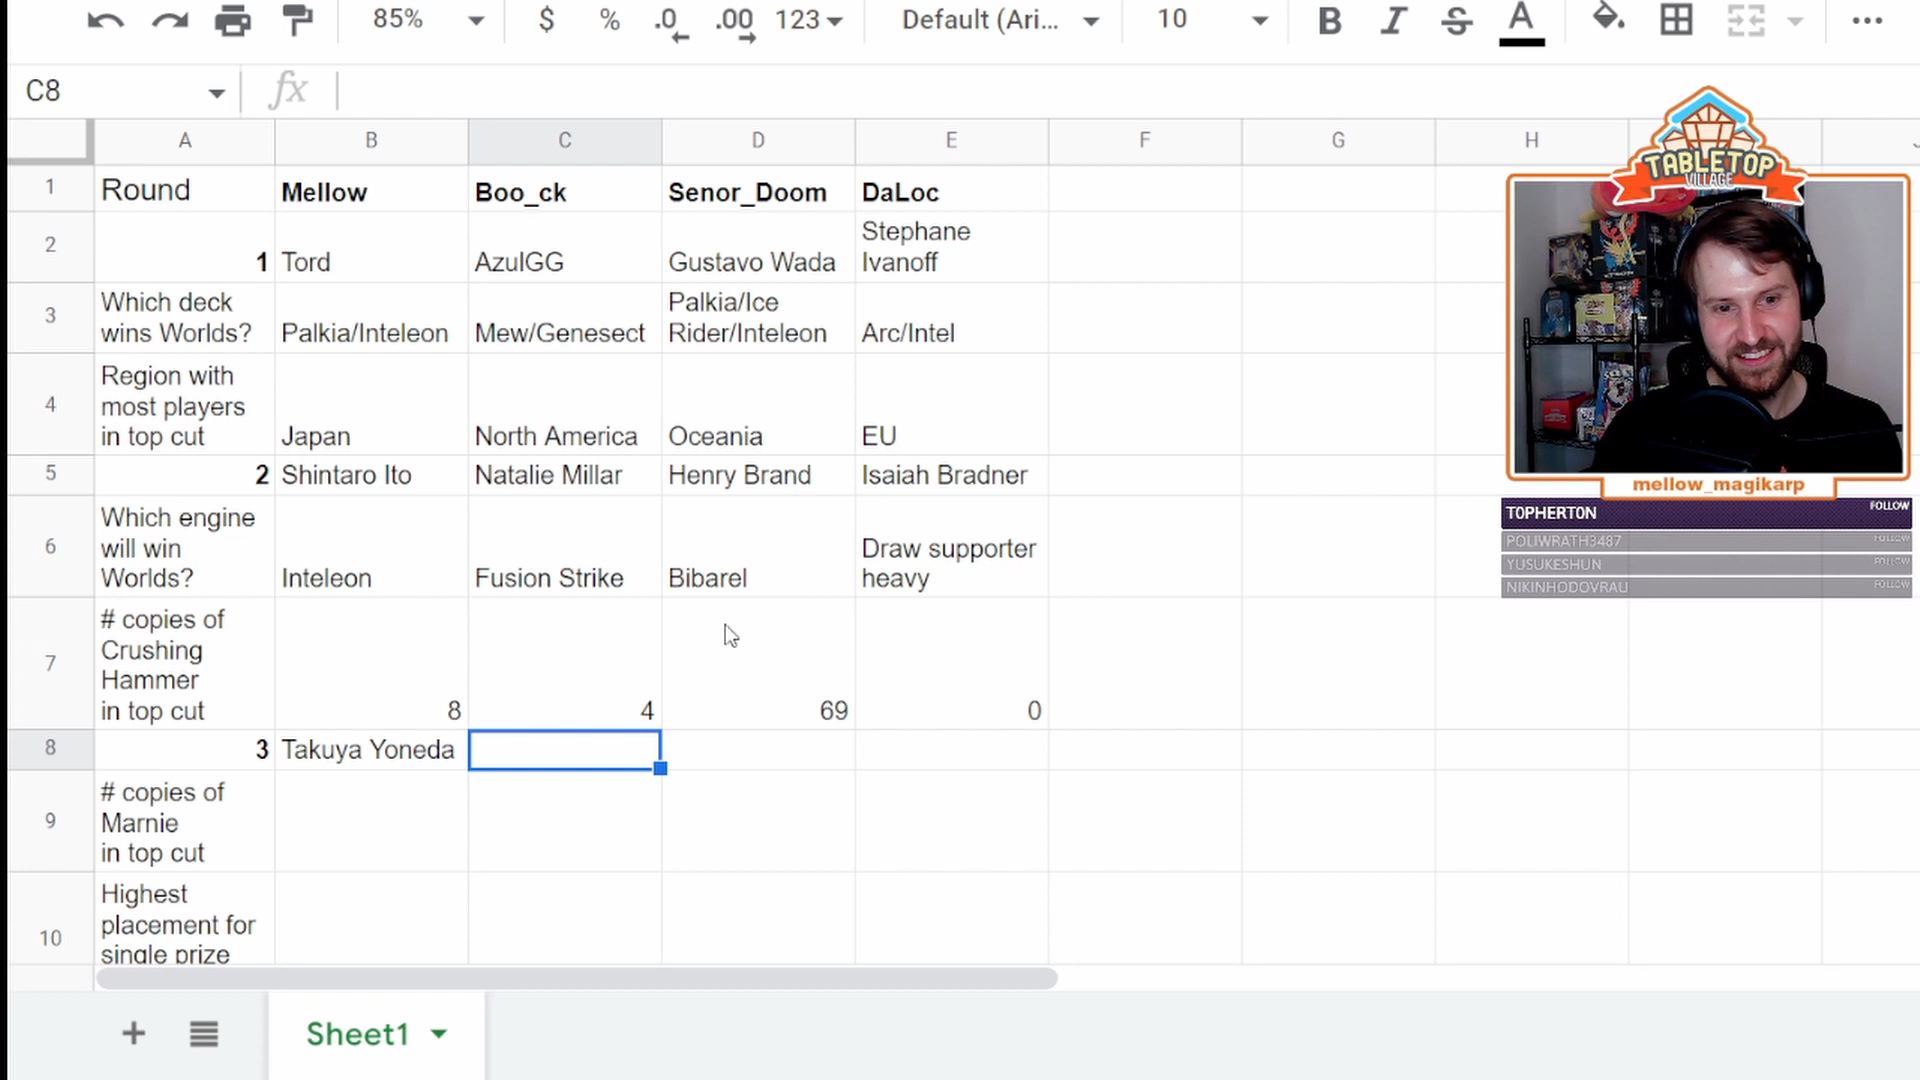 85%
$
%
.0
.00
123
Default (Ari...
10
B
I
S
A
C8
fx
A
B
C
D
E
F
G
H
1
Round
Mellow
Boo_ck
Senor_Doom
DaLoc
2
1
Tord
AzulGG
Gustavo Wada
Stephane
Ivanoff
3
Which deck
wins Worlds?
Palkia/Inteleon
Mew/Genesect
Palkia/Ice
Rider/Inteleon
Arc/Intel
4
Region with
most players
in top cut
Japan
North America
Oceania
EU
5
2
Shintaro Ito
Natalie Millar
Henry Brand
Isaiah Bradner
6
Which engine
will win
Worlds?
Inteleon
Fusion Strike
Bibarel
Draw supporter
heavy
7
# copies of
Crushing
Hammer
in top cut
8
4
69
0
8
3
Takuya Yoneda
9
# copies of
Marnie
in top cut
10
Highest
placement for
single prize
TABLETOP
VILLAGE
mellow_magikarp
T0PHERT0N
FOLLOW
POLIWRATH3487
FOLLOW
YUSUKESHUN
FOLLOW
NIKINHODOVRAU
FOLLOW
Sheet1